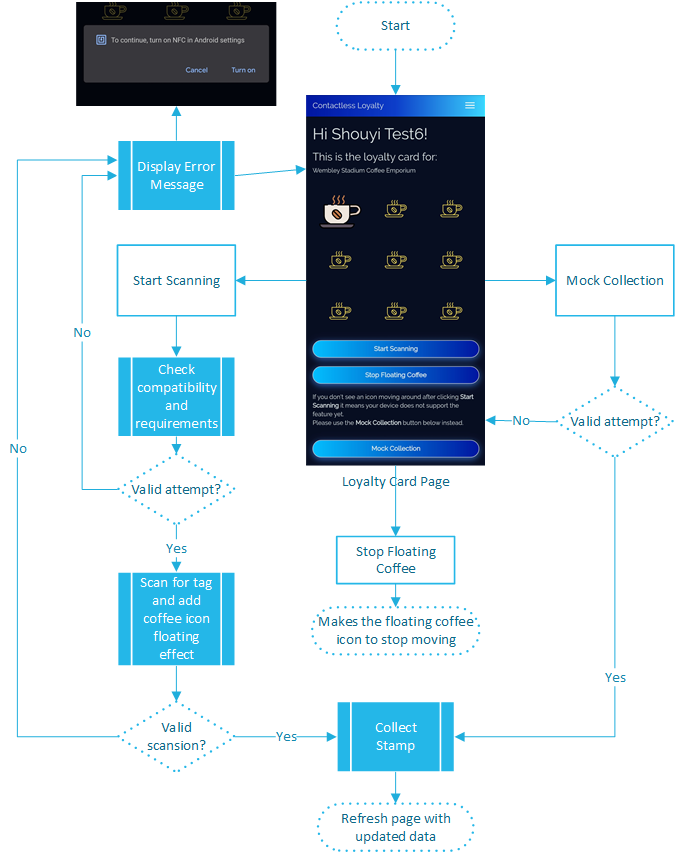 To continue, turn on NFC in Android settings
Cancel
Turn on
Start
Contactless Loyalty
Hi Shouyi Test6!
This is the loyalty card for:
Wembley Stadium Coffee Emporium
Display Error
Message
Start Scanning
Mock Collection
No
Start Scanning
Stop Floating Coffee
If you don't see an icon moving around after clicking Start
Scanning it means your device does not support the
feature yet.
Please use the Mock Collection button below instead.
Mock Collection
Check
compatibility
and
requirements
No
Valid attempt?
No
Loyalty Card Page
Valid attempt?
Yes
Stop Floating
Coffee
Scan for tag
and add
coffee icon
floating
effect
Makes the floating coffee
icon to stop moving
Yes
Valid
scansion?
Yes
Collect
Stamp
Refresh page with
updated data